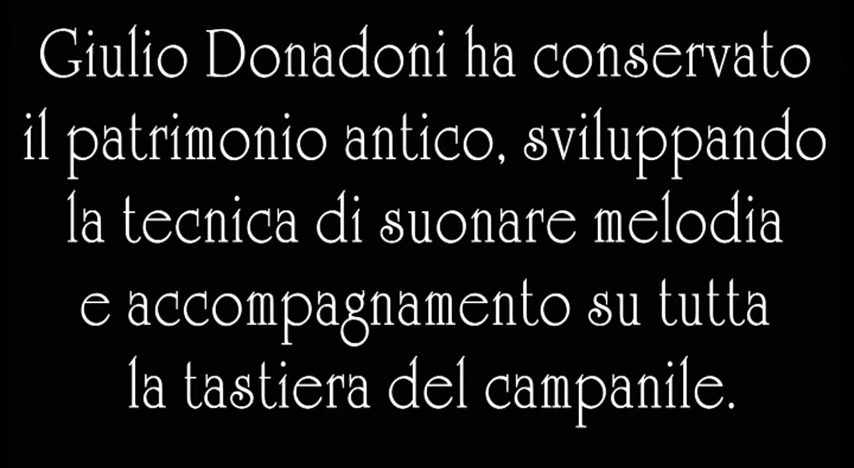 Giulio Donadoni ha conservato
il patrimonio antico, sviluppando
la tecnica di suonare melodia
e accompagnamento su tutta
la tastiera del campanile.